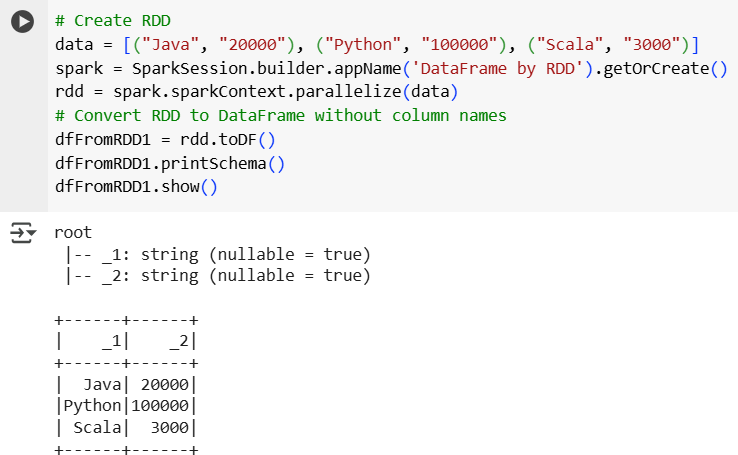 # Create RDD
data = [("Java", "20000"), ("Python", "100000"), ("Scala", "3000")]
spark = SparkSession.builder.appName('DataFrame by RDD').getOrCreate()
rdd = spark.sparkContext.parallelize(data)
# Convert RDD to DataFrame without column names
dfFromRDD1 = rdd.toDF()
dfFromRDD1.printSchema()
dfFromRDD1.show()
root
 |-- _1: string (nullable = true)
 |-- _2: string (nullable = true)
+------+------+
|    _1|    _2|
+------+------+
|  Java| 20000|
|Python|100000|
| Scala|  3000|
+------+------+